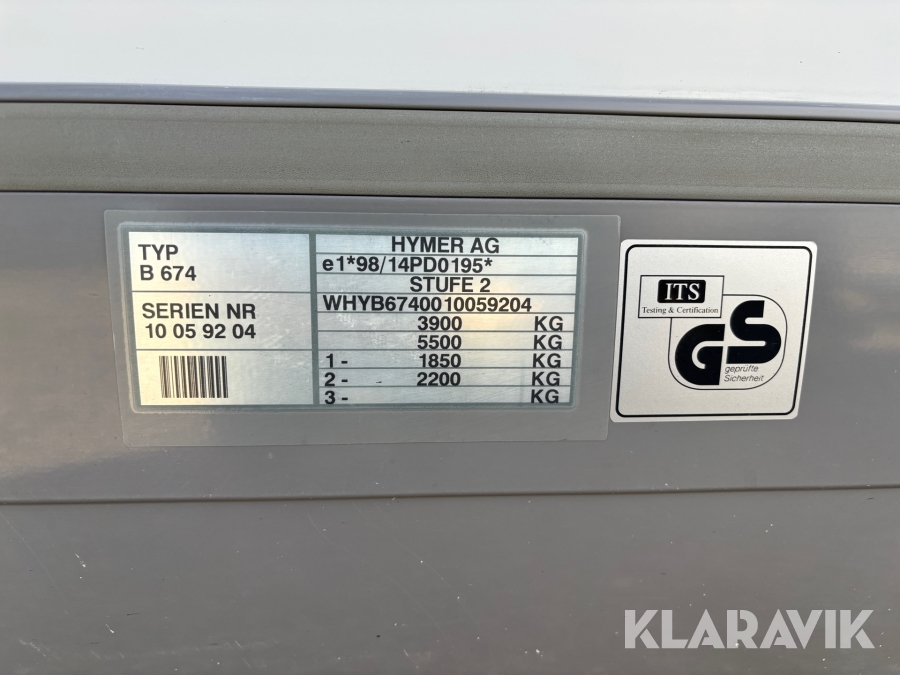 TYP
B 674
SERIEN NR
10 05 92 04
HYMER AG
e1*98/14PD0195*
STUFE 2
WHYB6740010059204
3900 KG
5500 KG
1 - 1850 KG
2 - 2200 KG
3 - KG
ITS
Testing & Certification
GS
geprüfte
Sicherheit
KLARAVIK